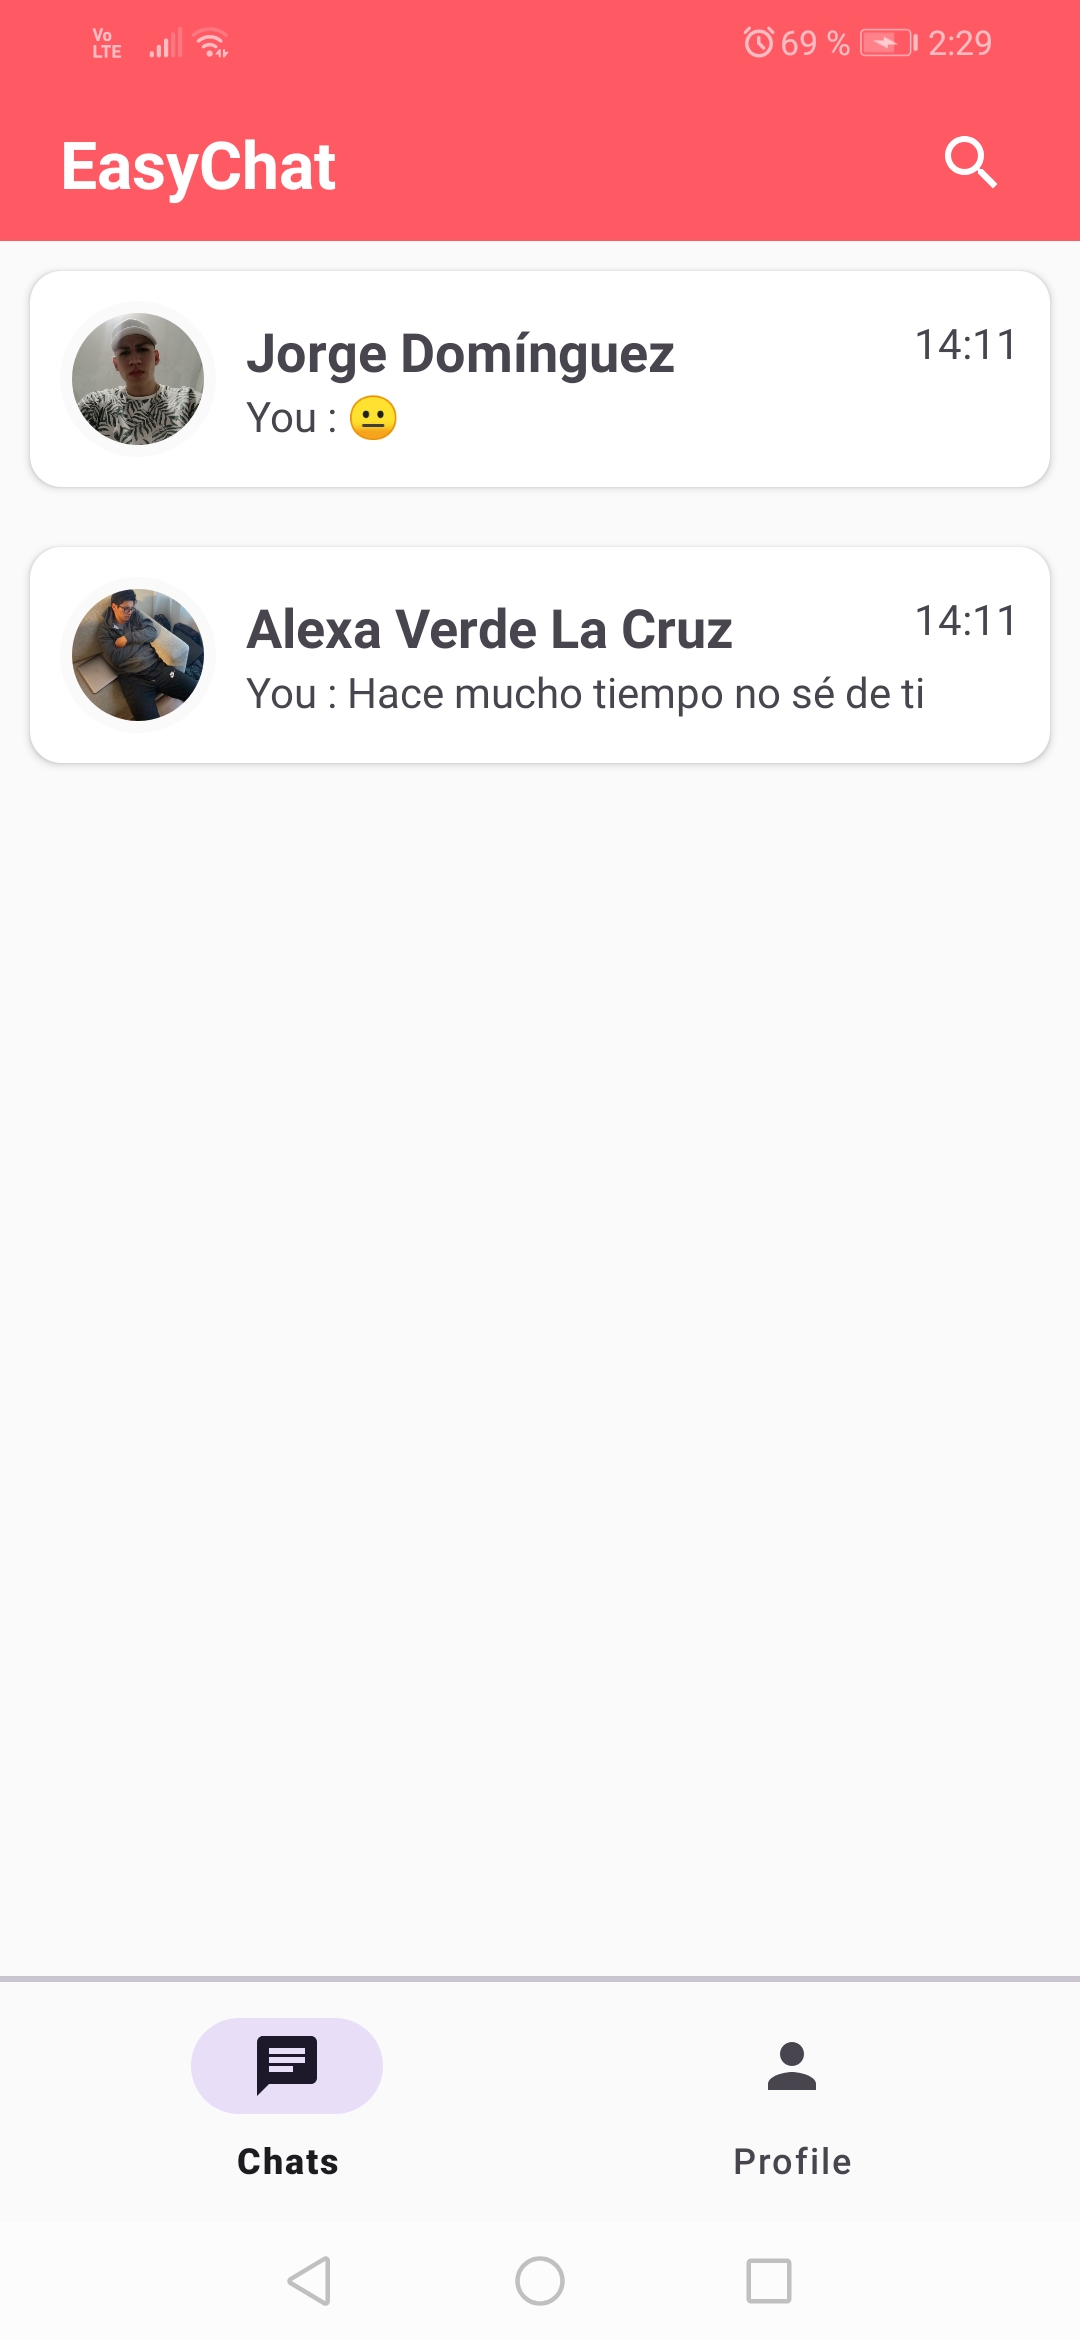 Vo
LTE
69 % 2:29
EasyChat
Jorge Domínguez
14:11
You : 😐
Alexa Verde La Cruz
14:11
You : Hace mucho tiempo no sé de ti
Chats
Profile